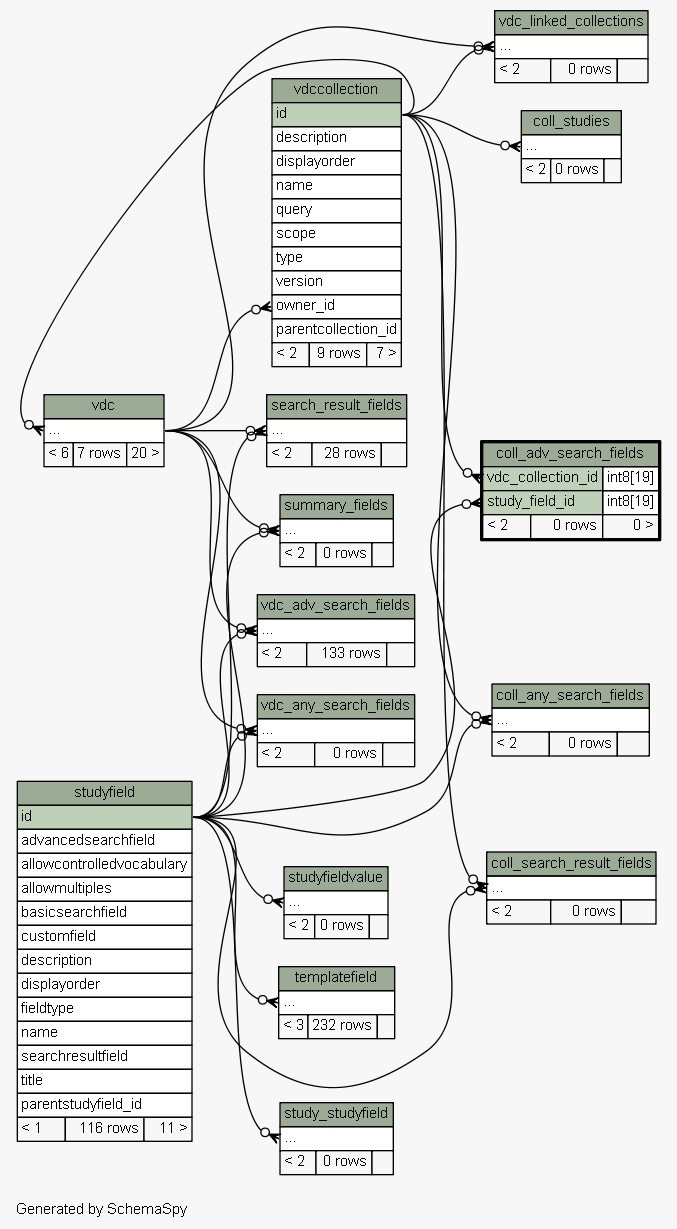 vdc_linked_collections
...
< 2 0 rows
vdccollection
id
description
displayorder
name
query
scope
type
version
owner_id
parentcollection_id
< 2 9 rows 7 >
coll_studies
...
< 2 0 rows
vdc
...
< 6 7 rows 20 >
search_result_fields
...
< 2 28 rows
coll_adv_search_fields
vdc_collection_id int8[19]
study_field_id int8[19]
< 2 0 rows 0 >
summary_fields
...
< 2 0 rows
vdc_adv_search_fields
...
< 2 133 rows
vdc_any_search_fields
...
< 2 0 rows
coll_any_search_fields
...
< 2 0 rows
studyfield
id
advancedsearchfield
allowcontrolledvocabulary
allowmultiples
basicsearchfield
customfield
description
displayorder
fieldtype
name
searchresultfield
title
parentstudyfield_id
< 1 116 rows 11 >
coll_search_result_fields
...
< 2 0 rows
studyfieldvalue
...
< 2 0 rows
templatefield
...
< 3 232 rows
study_studyfield
...
< 2 0 rows
Generated by SchemaSpy